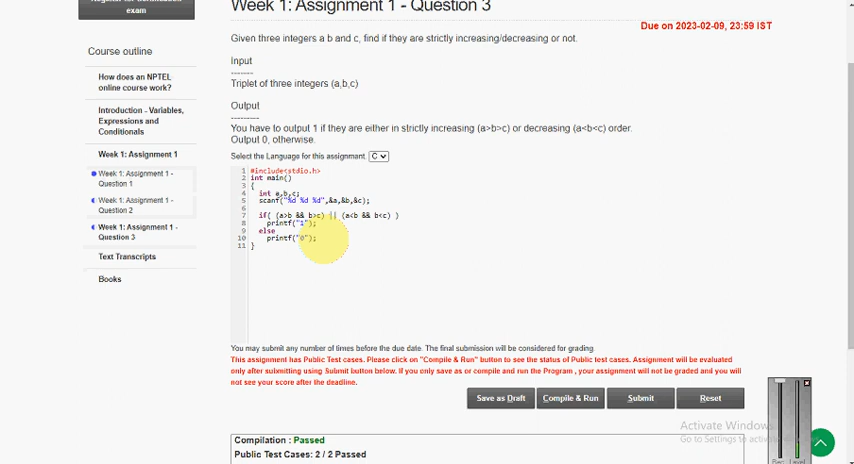 Register for Certification
exam
Course outline
How does an NPTEL
online course work?
Introduction - Variables,
Expressions and
Conditionals
Week 1: Assignment 1
Week 1: Assignment 1 -
Question 1
Week 1: Assignment 1 -
Question 2
Week 1: Assignment 1 -
Question 3
Text Transcripts
Books
Week 1: Assignment 1 - Question 3
Due on 2023-02-09, 23:59 IST
Given three integers a b and c, find if they are strictly increasing/decreasing or not.
Input
-------
Triplet of three integers (a,b,c)
Output
---------
You have to output 1 if they are either in strictly increasing (a>b>c) or decreasing (a<b<c) order.
Output 0, otherwise.
Select the Language for this assignment. C
1 #include<stdio.h>
2 int main()
3 {
4 int a,b,c;
5 scanf("%d %d %d",&a,&b,&c);
6
7 if( (a>b && b>c) || (a<b && b<c) )
8 printf("1");
9 else
10 printf("0");
11 }
You may submit any number of times before the due date. The final submission will be considered for grading.
This assignment has Public Test cases. Please click on "Compile & Run" button to see the status of Public test cases. Assignment will be evaluated
only after submitting using Submit button below. If you only save as or compile and run the Program , your assignment will not be graded and you will
not see your score after the deadline.
Save as Draft Compile & Run Submit Reset
Activate Windows
Go to Settings to activ
Compilation : Passed
Public Test Cases: 2 / 2 Passed
Rec Level